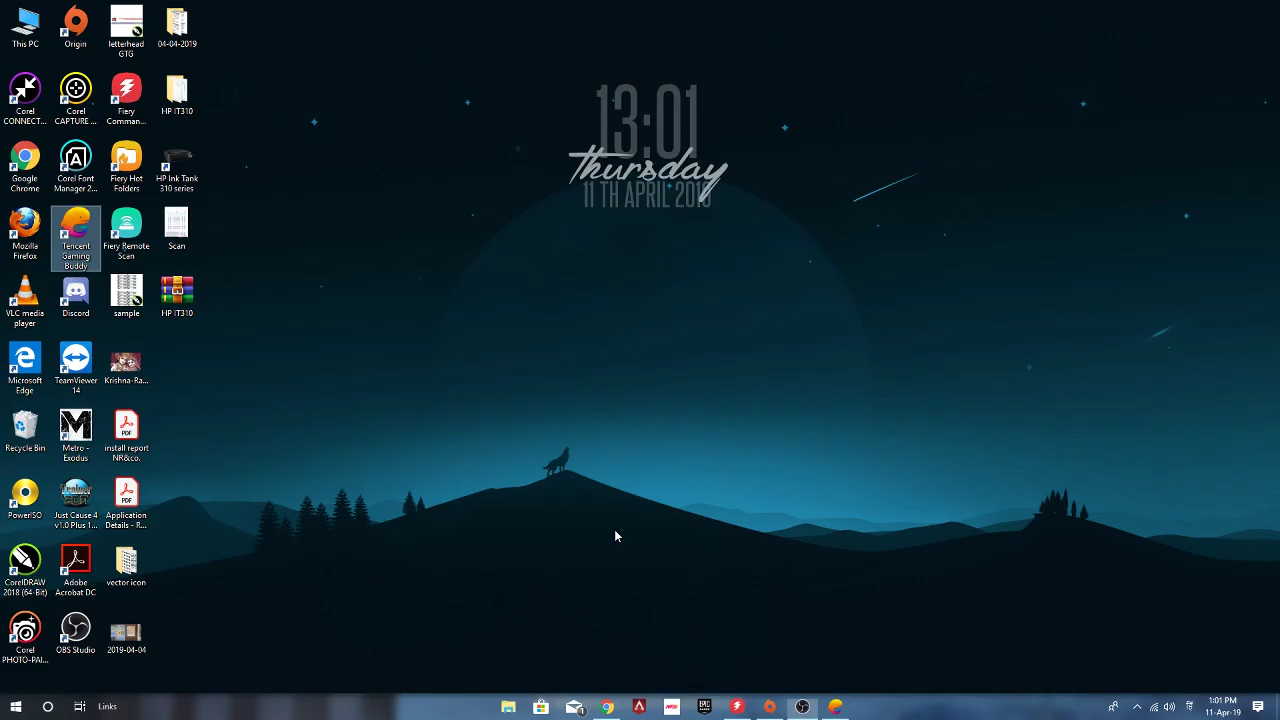 This PC
Origin
letterhead
GTG
04-04-2019
Corel
CONNECT...
Corel
CAPTURE ...
Fiery
Comman...
HP IT310
Google
Chrome
Corel Font
Manager 2...
Fiery Hot
Folders
HP Ink Tank
310 series
Mozilla
Firefox
Tencent
Gaming
Buddy
Fiery Remote
Scan
Scan
VLC media
player
Discord
sample
HP IT310
Microsoft
Edge
TeamViewer
14
Krishna-Ra...
Recycle Bin
Metro -
Exodus
PDF
install report
NR&co.
PowerISO
Just Cause 4
v1.0 Plus 1...
PDF
Application
Details - R...
CorelDRAW
2018 (64-Bit)
Adobe
Acrobat DC
vector icon
Corel
PHOTO-PAI...
OBS Studio
2019-04-04
13:01
thursday
11 TH APRIL
Links
NFS
EPIC
1:01 PM
11-Apr-19